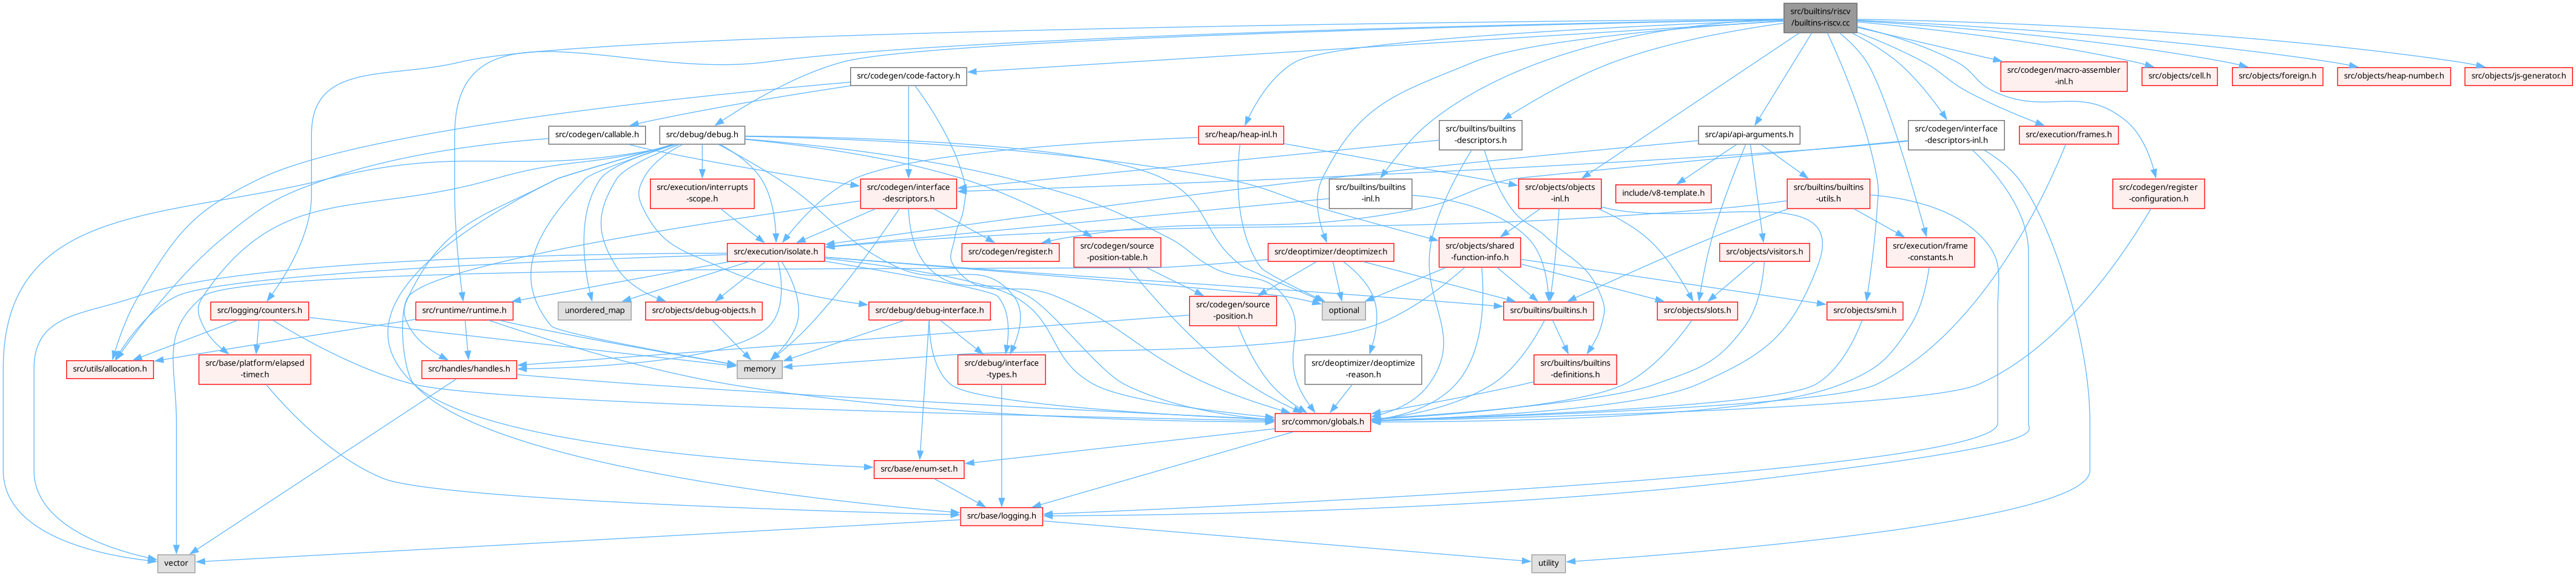 src/builtins/riscv
/builtins-riscv.cc
src/codegen/code-factory.h
src/codegen/macro-assembler
-inl.h
src/objects/cell.h
src/objects/foreign.h
src/objects/heap-number.h
src/objects/js-generator.h
src/codegen/callable.h
src/debug/debug.h
src/heap/heap-inl.h
src/builtins/builtins
-descriptors.h
src/api/api-arguments.h
src/codegen/interface
-descriptors-inl.h
src/execution/frames.h
src/execution/interrupts
-scope.h
src/codegen/interface
-descriptors.h
src/builtins/builtins
-inl.h
src/objects/objects
-inl.h
include/v8-template.h
src/builtins/builtins
-utils.h
src/codegen/register
-configuration.h
src/execution/isolate.h
src/codegen/register.h
src/codegen/source
-position-table.h
src/deoptimizer/deoptimizer.h
src/objects/shared
-function-info.h
src/objects/visitors.h
src/execution/frame
-constants.h
src/logging/counters.h
src/runtime/runtime.h
unordered_map
src/objects/debug-objects.h
src/debug/debug-interface.h
src/codegen/source
-position.h
optional
src/builtins/builtins.h
src/objects/slots.h
src/objects/smi.h
src/utils/allocation.h
src/base/platform/elapsed
-timer.h
src/handles/handles.h
memory
src/debug/interface
-types.h
src/deoptimizer/deoptimize
-reason.h
src/builtins/builtins
-definitions.h
src/common/globals.h
src/base/enum-set.h
src/base/logging.h
vector
utility